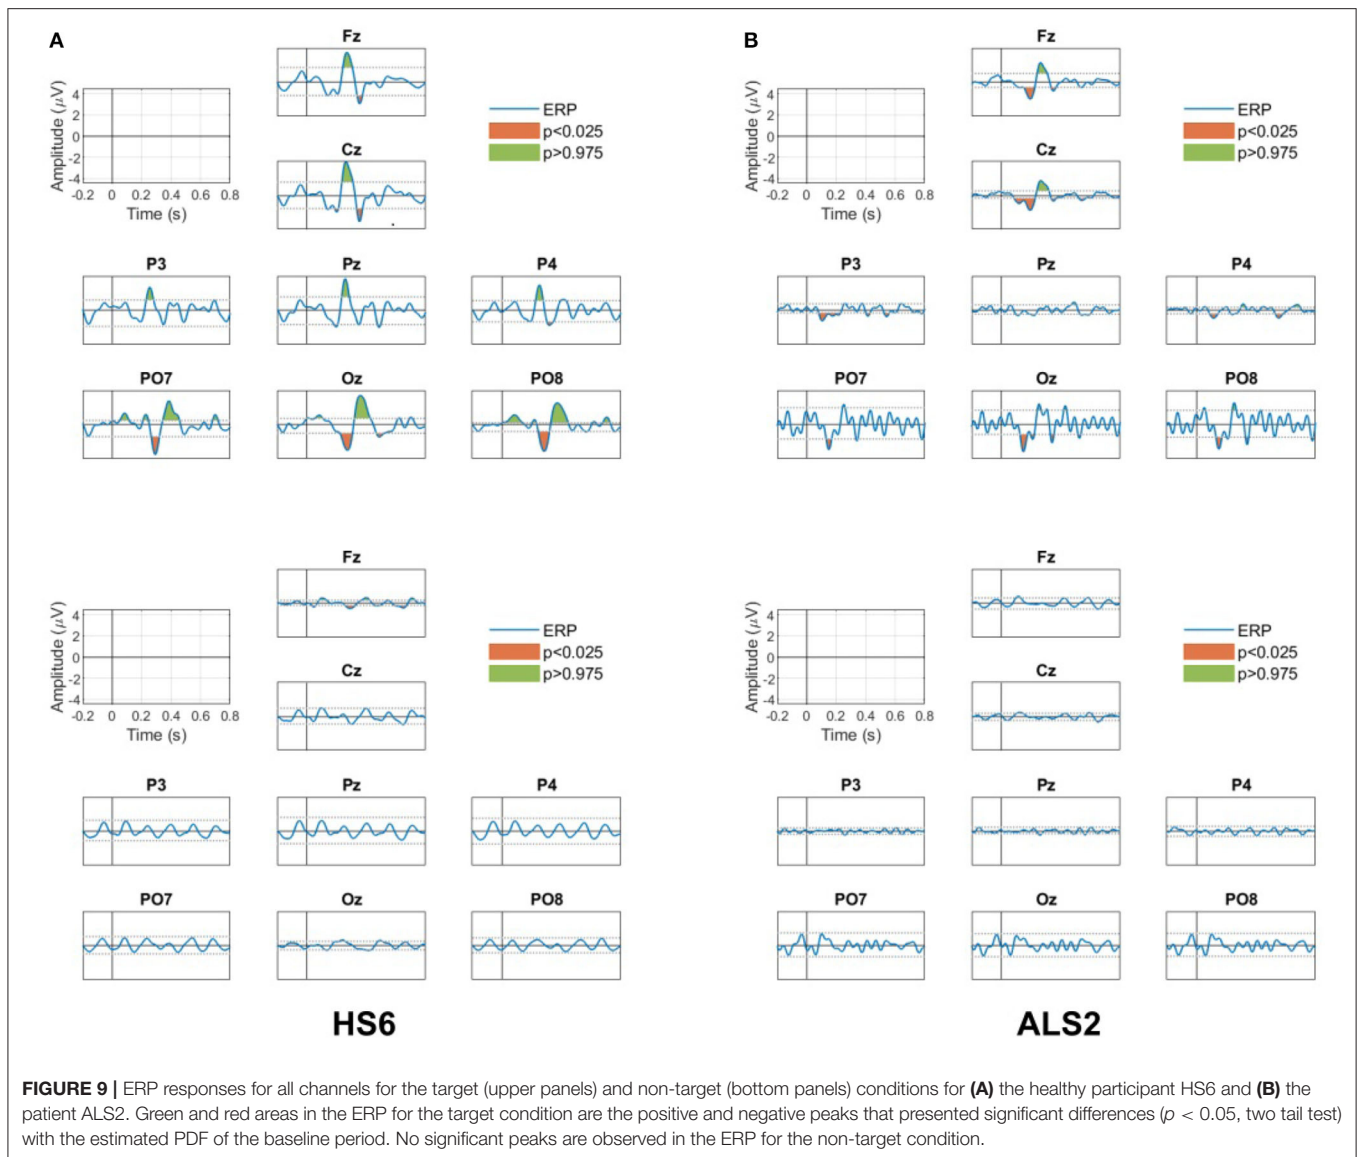 A
B
Fz
Fz
4
2
0
-2
-4
Amplitude (μV)
-0.2 0 0.2 0.4 0.6 0.8
Time (s)
ERP
p<0.025
p>0.975
4
2
0
-2
-4
Amplitude (μV)
-0.2 0 0.2 0.4 0.6 0.8
Time (s)
ERP
p<0.025
p>0.975
Cz
Cz
P3 Pz P4
P3 Pz P4
PO7 Oz PO8
PO7 Oz PO8
Fz
Fz
4
2
0
-2
-4
Amplitude (μV)
-0.2 0 0.2 0.4 0.6 0.8
Time (s)
ERP
p<0.025
p>0.975
4
2
0
-2
-4
Amplitude (μV)
-0.2 0 0.2 0.4 0.6 0.8
Time (s)
ERP
p<0.025
p>0.975
Cz
Cz
P3 Pz P4
P3 Pz P4
PO7 Oz PO8
PO7 Oz PO8
HS6
ALS2
FIGURE 9 | ERP responses for all channels for the target (upper panels) and non-target (bottom panels) conditions for (A) the healthy participant HS6 and (B) the
patient ALS2. Green and red areas in the ERP for the target condition are the positive and negative peaks that presented significant differences (p < 0.05, two tail test)
with the estimated PDF of the baseline period. No significant peaks are observed in the ERP for the non-target condition.